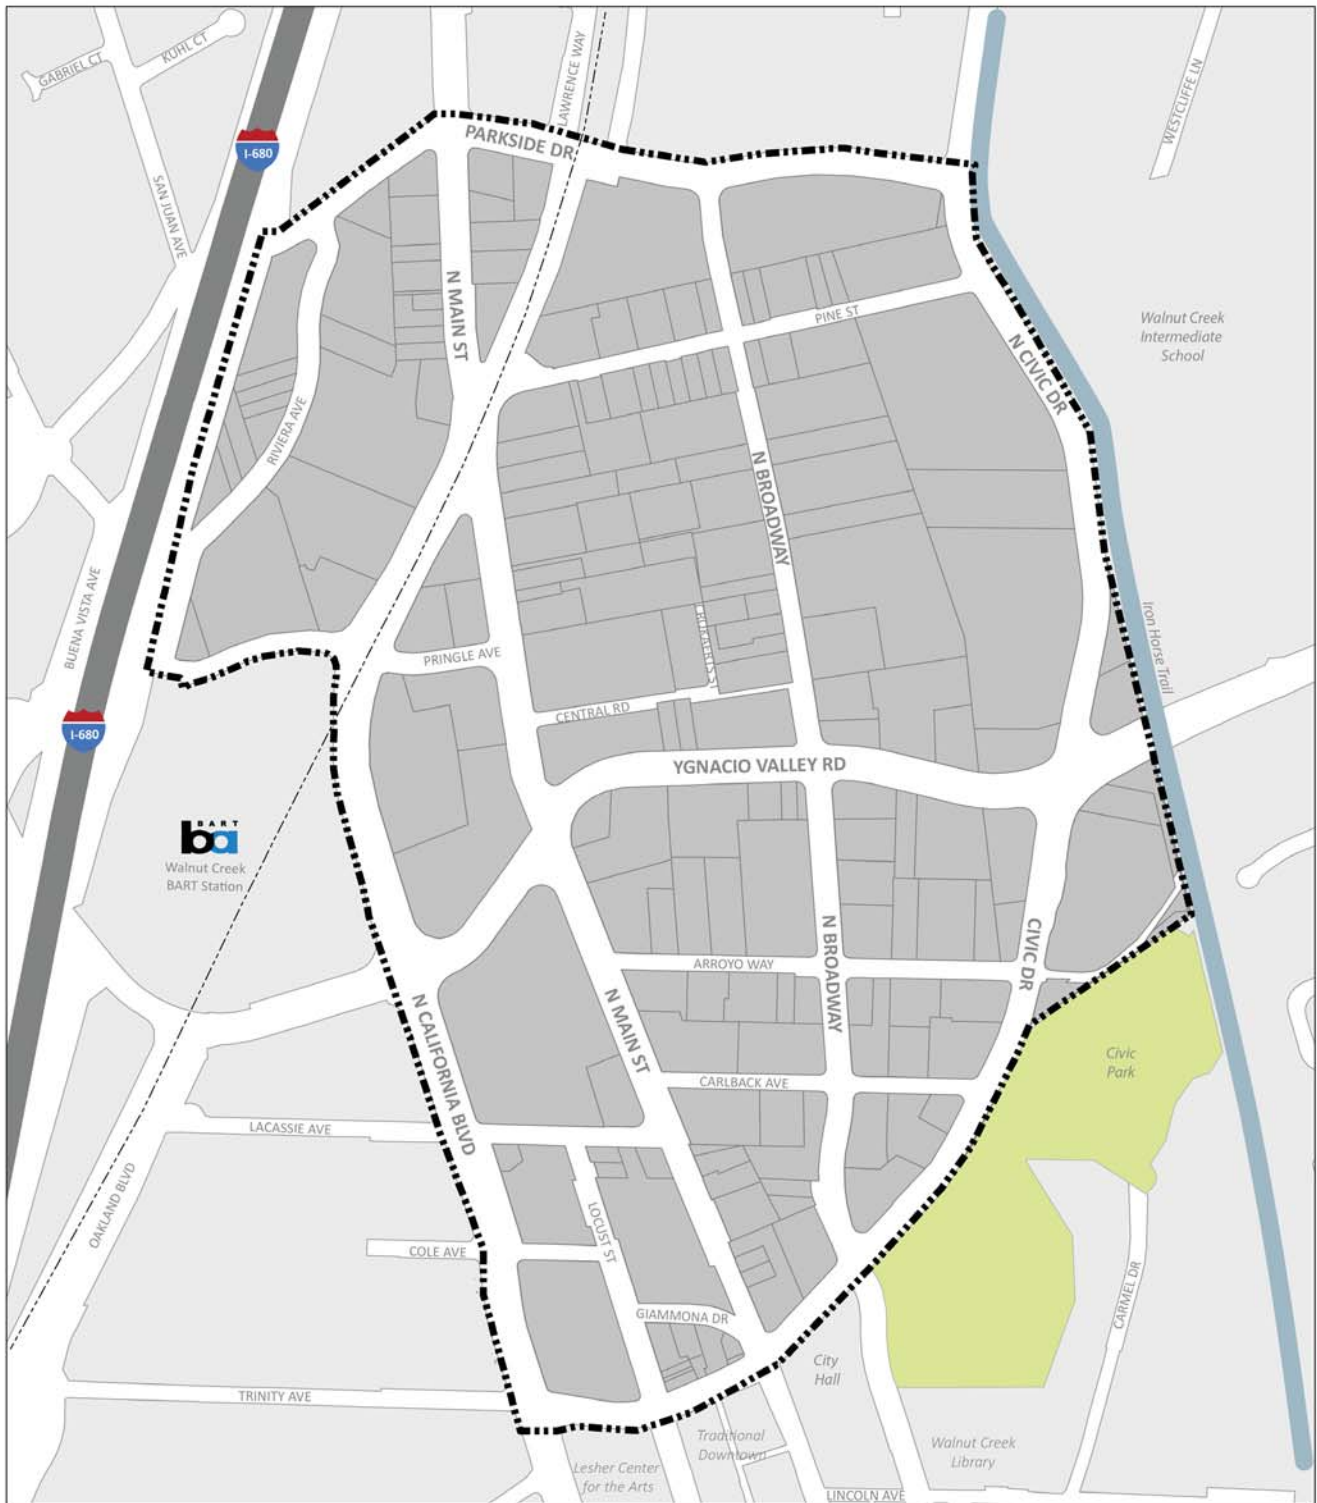 GABRIEL CT
KUHL CT
LAWRENCE WAY
WESTCLIFFE LN
I-680
PARKSIDE DR
SAN JUAN AVE
N MAIN ST
PINE ST
Walnut Creek
Intermediate
School
N CIVIC DR
RIVIERA AVE
N BROADWAY
BUENA VISTA AVE
Iron Horse Trail
PRINGLE AVE
CENTRAL RD
I-680
YGNACIO VALLEY RD
BART
ba
Walnut Creek
BART Station
N BROADWAY
CIVIC DR
ARROYO WAY
N CALIFORNIA BLVD
N MAIN ST
Civic
Park
CARLBACK AVE
LACASSIE AVE
OAKLAND BLVD
LOCUST ST
COLE AVE
CARMEL DR
GIAMMONA DR
City
Hall
TRINITY AVE
Traditional
Downtown
Walnut Creek
Library
Lesher Center
for the Arts
LINCOLN AVE